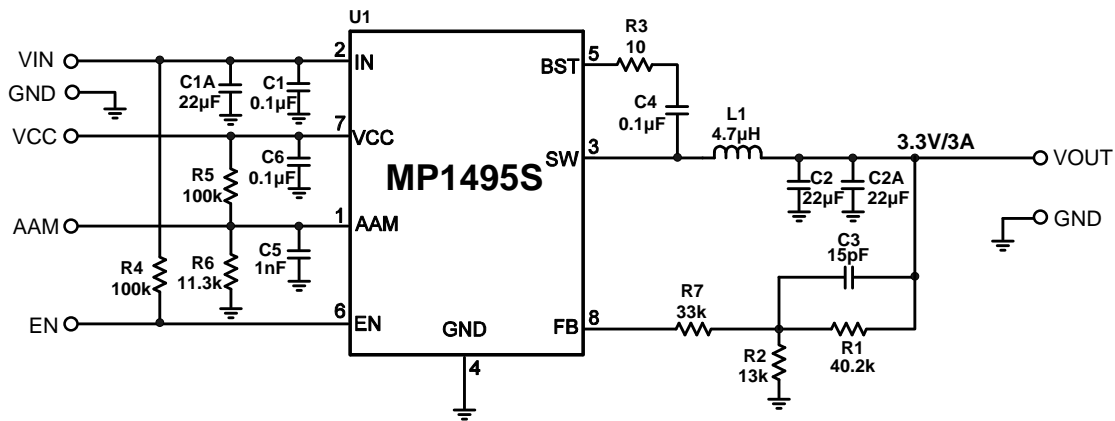 U1
VIN
GND
VCC
AAM
EN
2
IN
7
VCC
1
AAM
6
EN
C1A
22µF
C1
0.1µF
R5
100k
C6
0.1µF
R4
100k
R6
11.3k
C5
1nF
MP1495S
GND
4
BST
5
SW
3
FB
8
R3
10
C4
0.1µF
L1
4.7µH
3.3V/3A
VOUT
C2
22µF
C2A
22µF
GND
C3
15pF
R7
33k
R2
13k
R1
40.2k